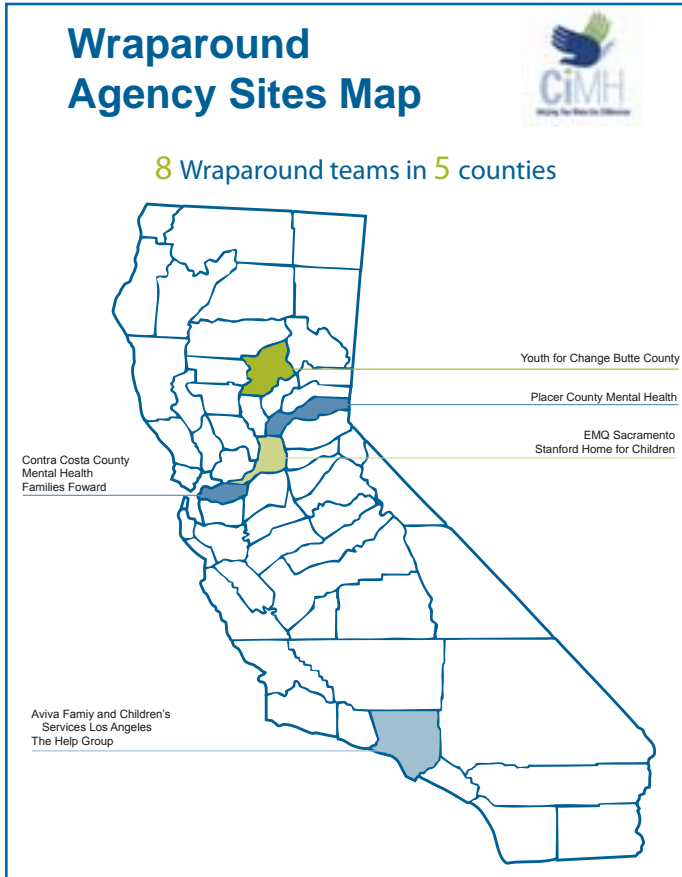 Wraparound
Agency Sites Map
CiMH
8 Wraparound teams in 5 counties
Youth for Change Butte County
Placer County Mental Health
EMQ Sacramento
Stanford Home for Children
Contra Costa County
Mental Health
Families Foward
Aviva Famiy and Children's
Services Los Angeles
The Help Group